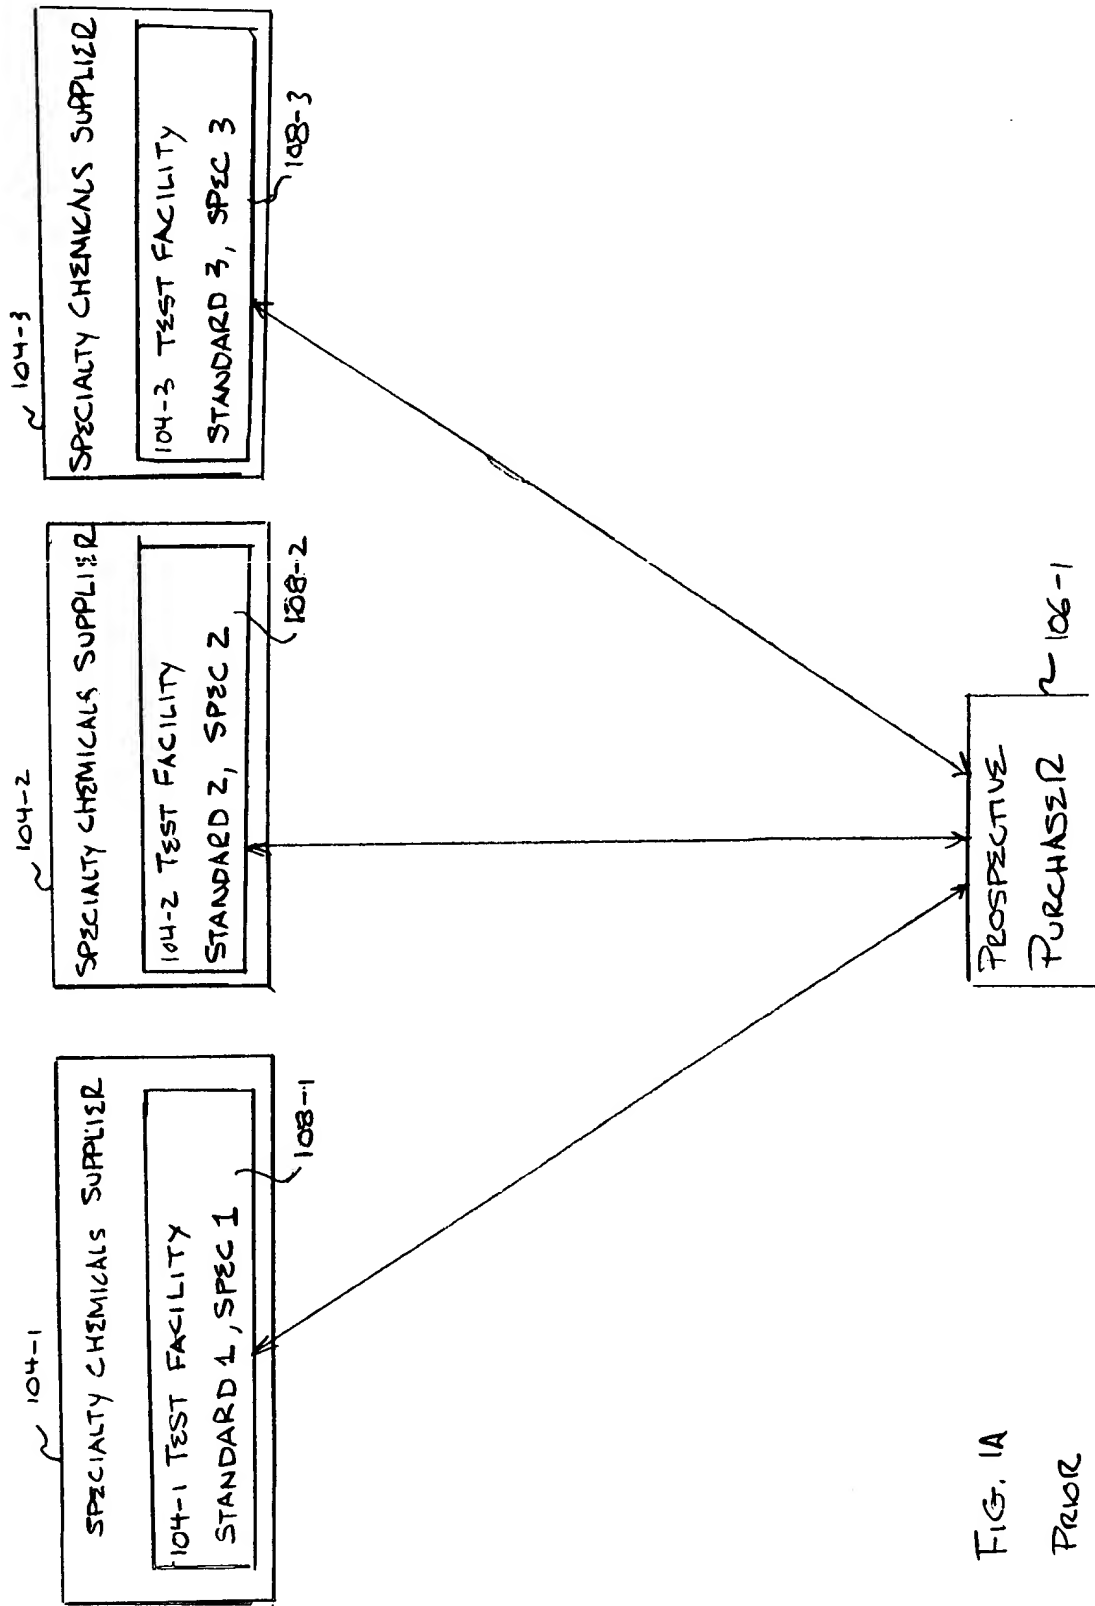 104-1
SPECIALTY CHEMICALS SUPPLIER
104-1 TEST FACILITY
STANDARD 1, SPEC 1
108-1
104-2
SPECIALTY CHEMICALS SUPPLIER
104-2 TEST FACILITY
STANDARD 2, SPEC 2
108-2
104-3
SPECIALTY CHEMICALS SUPPLIER
104-3 TEST FACILITY
STANDARD 3, SPEC 3
108-3
PROSPECTIVE
PURCHASER
106-1
FIG. 1A
PRIOR